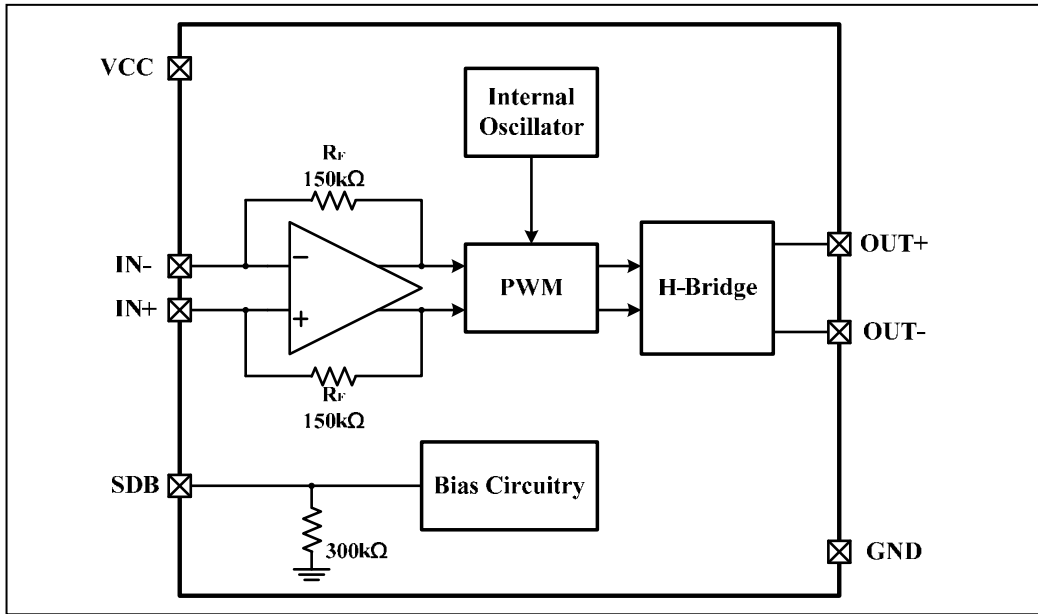 VCC
Internal
Oscillator
RF
150kΩ
IN-
IN+
−
+
PWM
H-Bridge
OUT+
OUT-
RF
150kΩ
SDB
Bias Circuitry
300kΩ
GND